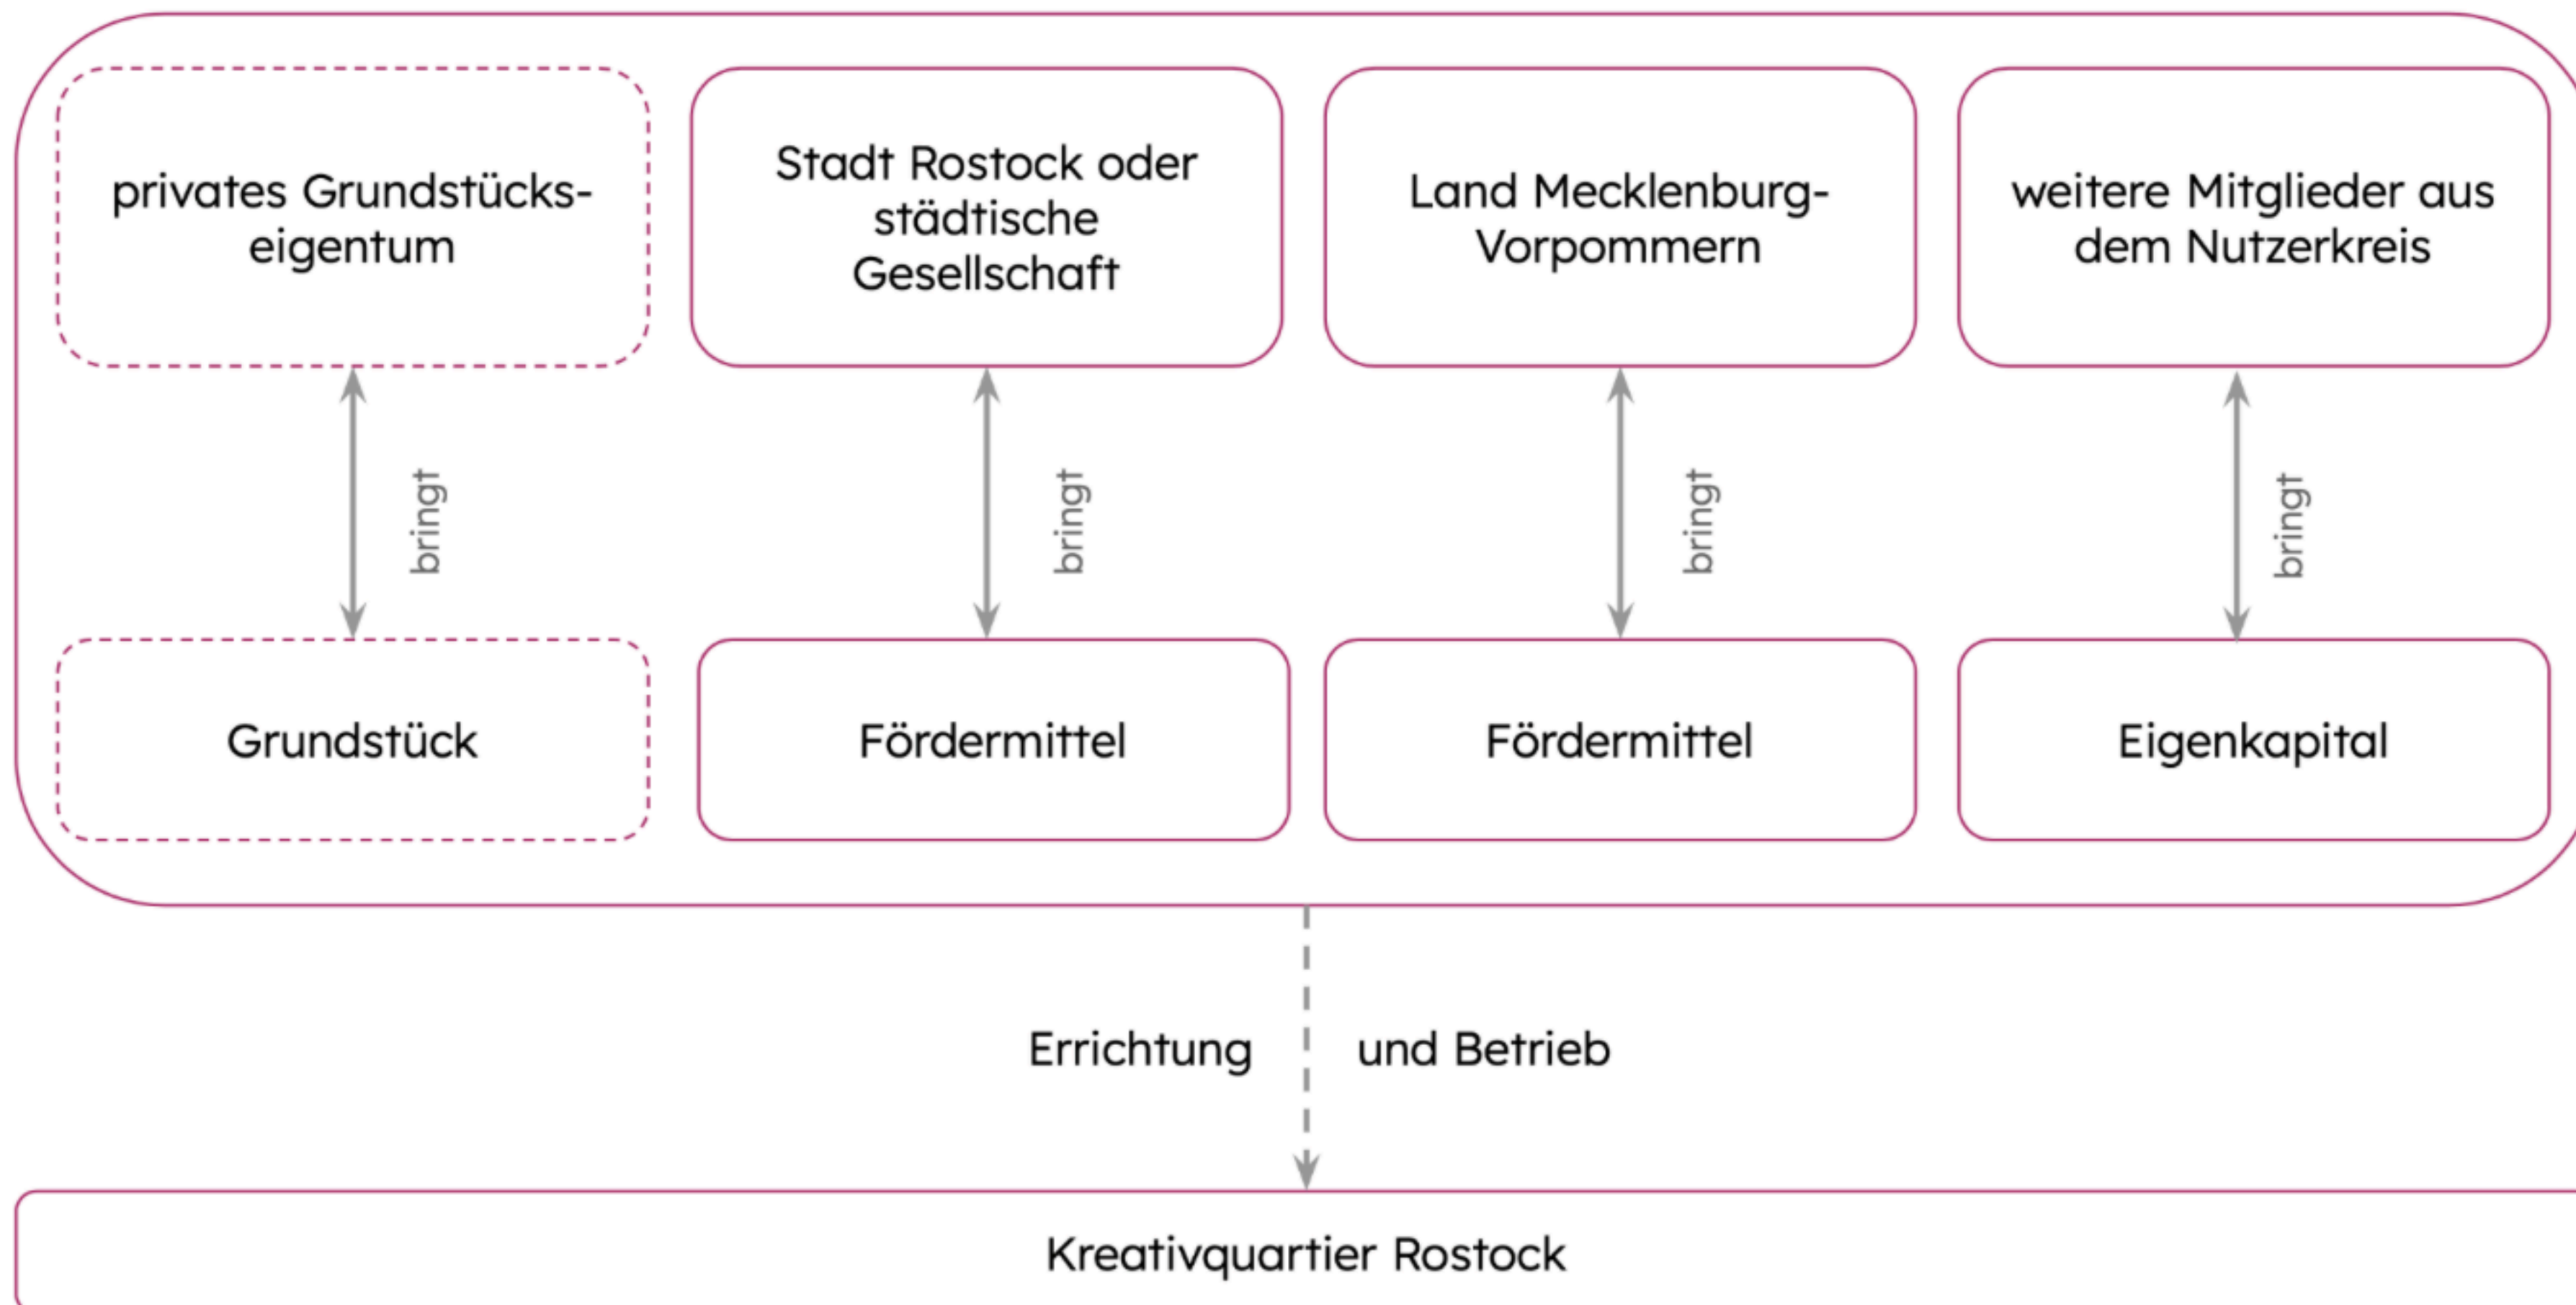 privates Grundstücks-
eigentum
Stadt Rostock oder
städtische
Gesellschaft
Land Mecklenburg-
Vorpommern
weitere Mitglieder aus
dem Nutzerkreis
bringt
bringt
bringt
bringt
Grundstück
Fördermittel
Fördermittel
Eigenkapital
Errichtung und Betrieb
Kreativquartier Rostock